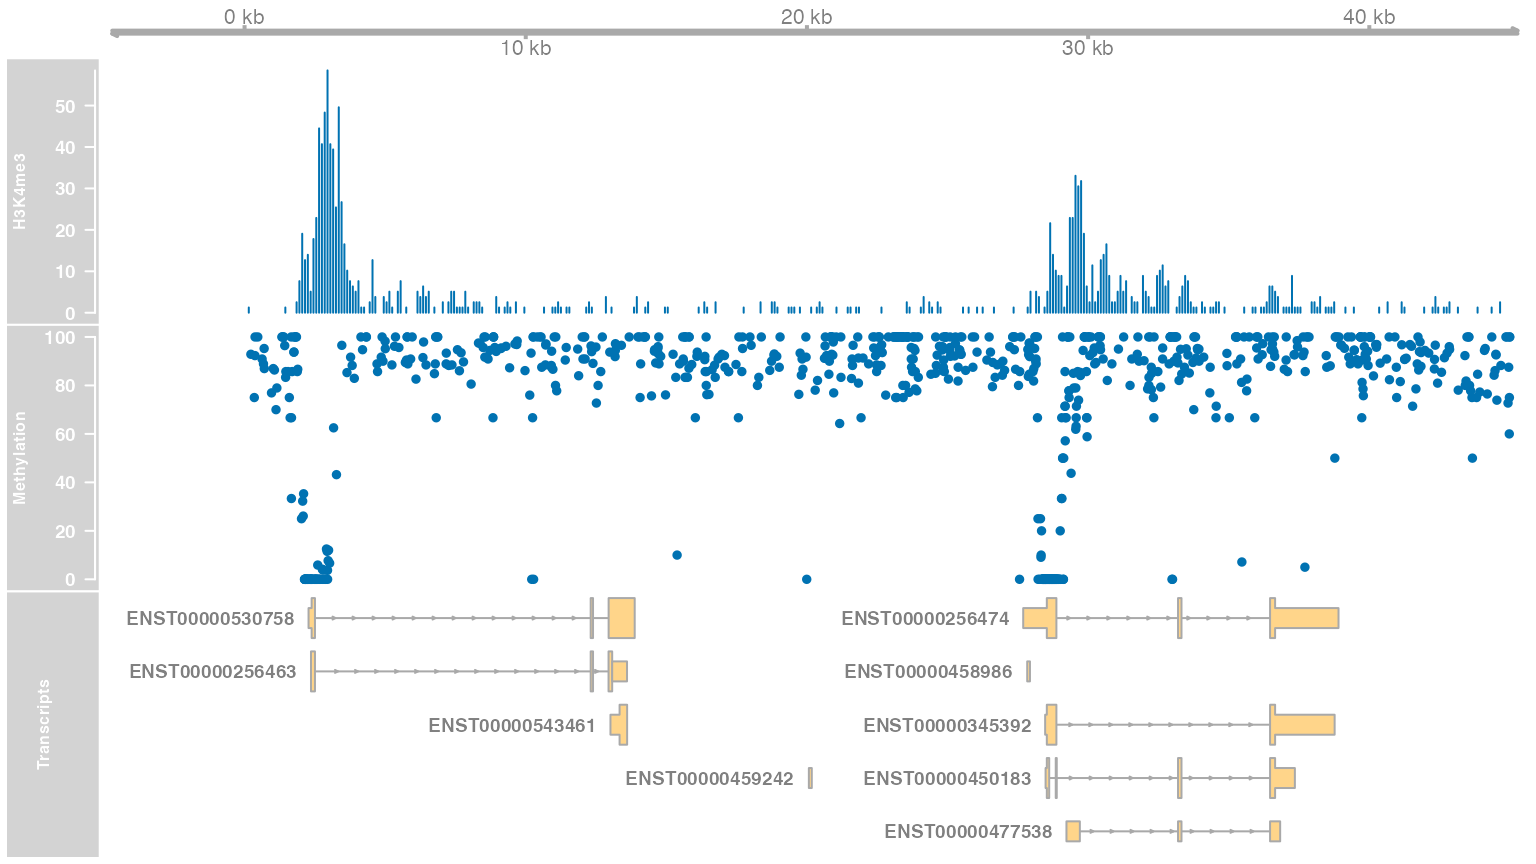 0 kb 20 kb 40 kb
10 kb 30 kb
H3K4me3
50
40
30
20
10
0
Methylation
100
80
60
40
20
0
Transcripts
ENST00000530758 ENST00000256474
ENST00000256463 ENST00000458986
ENST00000543461 ENST00000345392
ENST00000459242 ENST00000450183
ENST00000477538